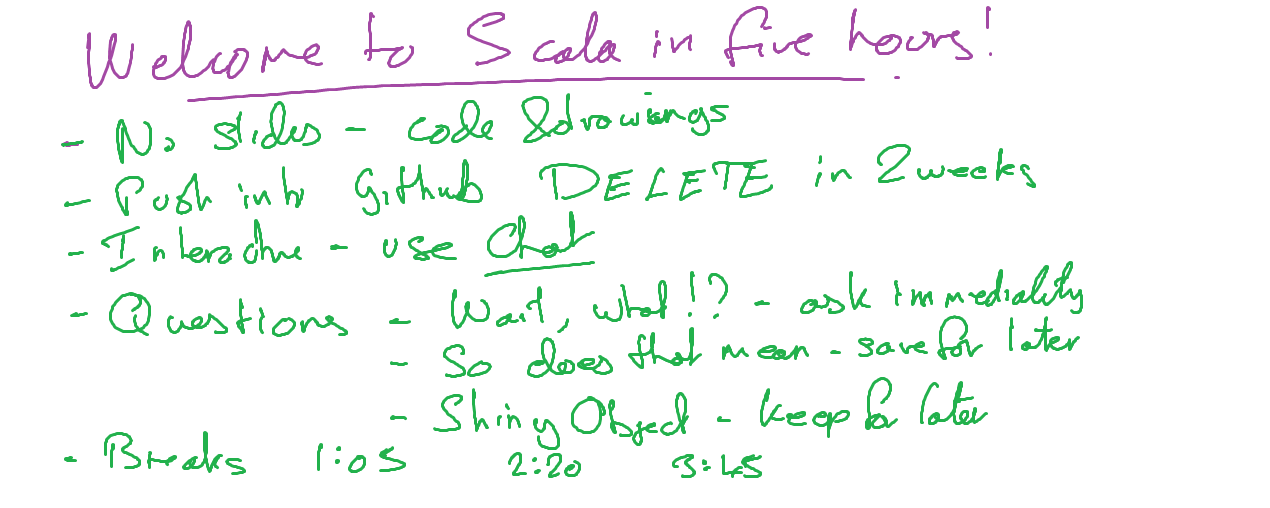 Welcome to Scala in five hours!
- No slides - code & drawings
- Push into Github DELETE in 2 weeks
- Interactive - use Chat
- Questions - Wait, what!? - ask immediality
- So does that mean - save for later
- Shiny Object - keep for later
- Breaks 1:05 2:20 3:45